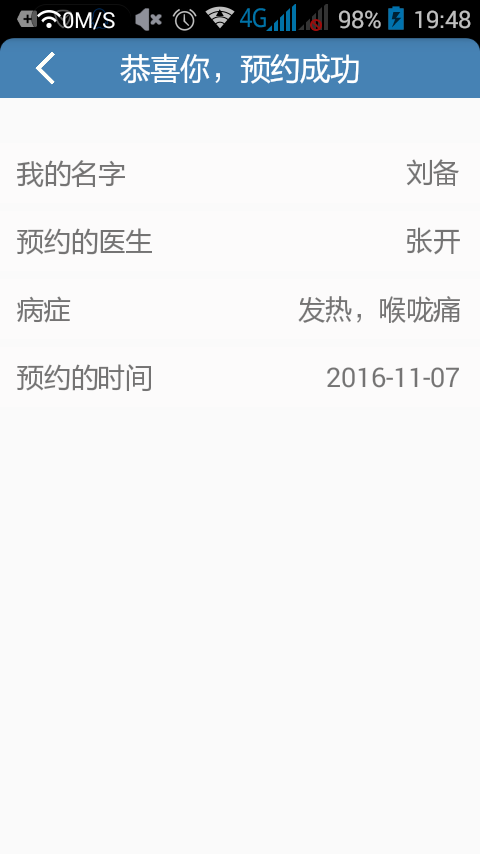 0M/S 4G 98% 19:48
恭喜你，预约成功
我的名字 刘备
预约的医生 张开
病症 发热，喉咙痛
预约的时间 2016-11-07